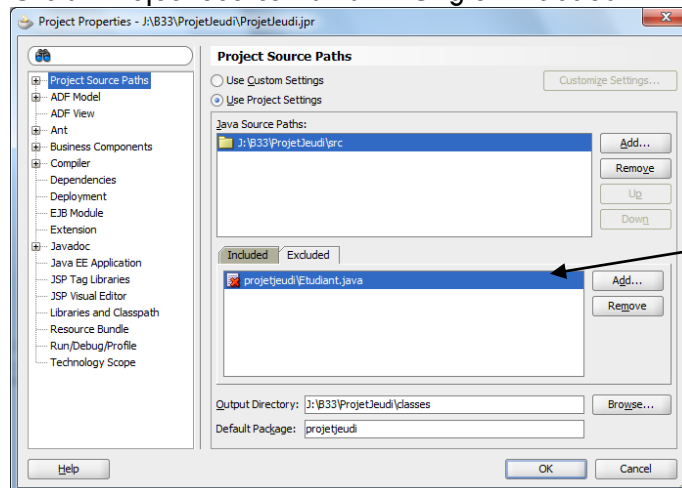 Project Properties - J:\B33\ProjetJeudi\ProjetJeudi.jpr
Project Source Paths
ADF Model
ADF View
Ant
Business Components
Compiler
Dependencies
Deployment
EJB Module
Extension
Javadoc
Java EE Application
JSP Tag Libraries
JSP Visual Editor
Libraries and Classpath
Resource Bundle
Run/Debug/Profile
Technology Scope
Project Source Paths
Use Custom Settings
Customize Settings...
Use Project Settings
Java Source Paths:
J:\B33\ProjetJeudi\src
Add...
Remove
Up
Down
Included Excluded
projetjeudi\Etudiant.java
Add...
Remove
Output Directory: J:\B33\ProjetJeudi\classes Browse...
Default Package: projetjeudi
Help OK Cancel